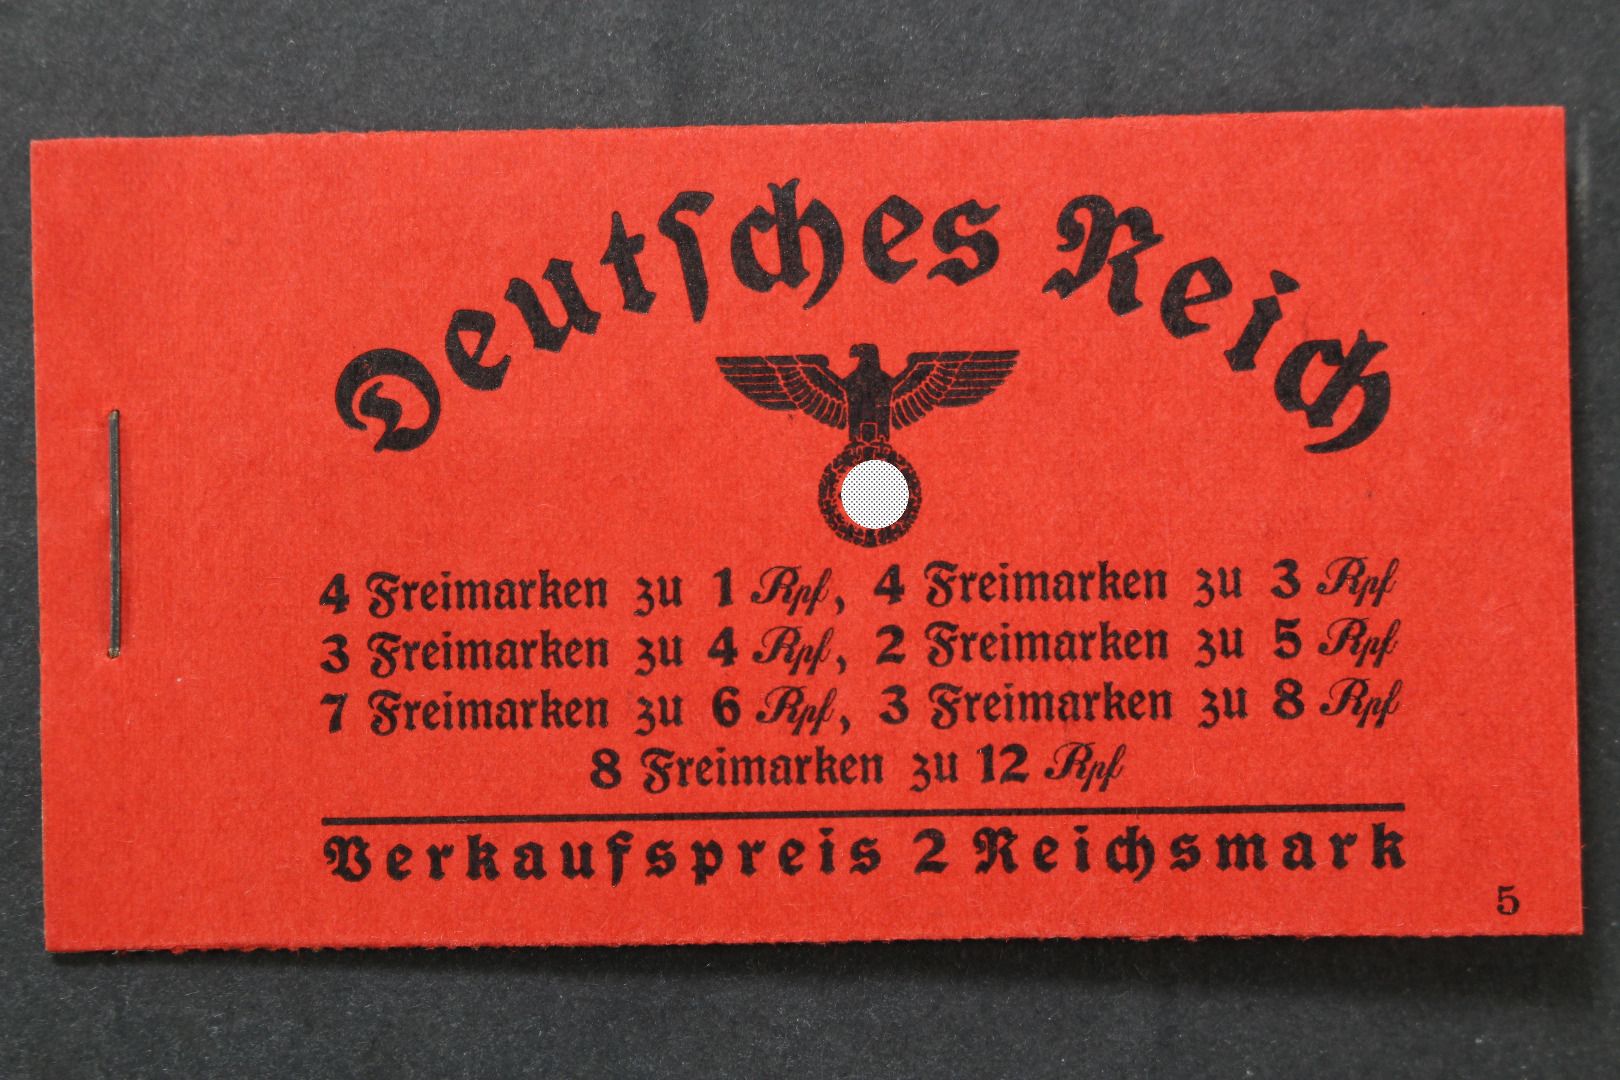 Deutſches Reich
4 Freimarken zu 1 Rpf, 4 Freimarken zu 3 Rpf
3 Freimarken zu 4 Rpf, 2 Freimarken zu 5 Rpf
7 Freimarken zu 6 Rpf, 3 Freimarken zu 8 Rpf
8 Freimarken zu 12 Rpf
Verkaufspreis 2 Reichsmark
5